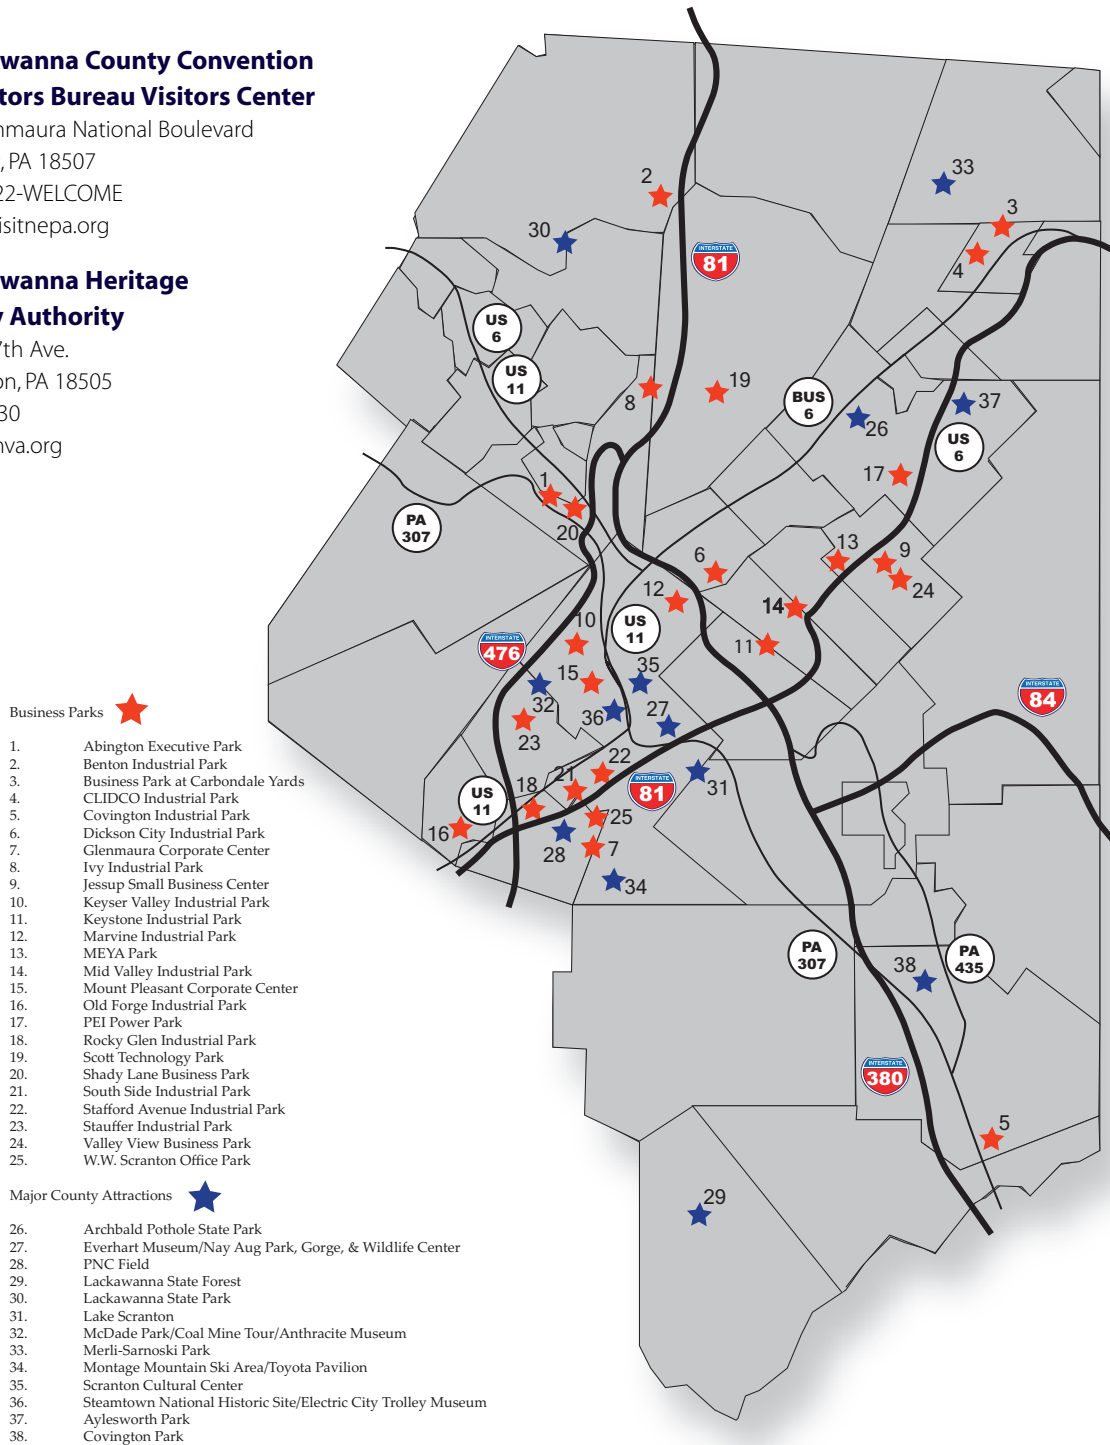 wanna County Convention
tors Bureau Visitors Center
nmaura National Boulevard
, PA 18507
22-WELCOME
isitnepa.org
wanna Heritage
y Authority
7th Ave.
on, PA 18505
30
nva.org
Business Parks
1. Abington Executive Park
2. Benton Industrial Park
3. Business Park at Carbondale Yards
4. CLIDCO Industrial Park
5. Covington Industrial Park
6. Dickson City Industrial Park
7. Glenmaura Corporate Center
8. Ivy Industrial Park
9. Jessup Small Business Center
10. Keyser Valley Industrial Park
11. Keystone Industrial Park
12. Marvine Industrial Park
13. MEYA Park
14. Mid Valley Industrial Park
15. Mount Pleasant Corporate Center
16. Old Forge Industrial Park
17. PEI Power Park
18. Rocky Glen Industrial Park
19. Scott Technology Park
20. Shady Lane Business Park
21. South Side Industrial Park
22. Stafford Avenue Industrial Park
23. Stauffer Industrial Park
24. Valley View Business Park
25. W.W. Scranton Office Park
Major County Attractions
26. Archbald Pothole State Park
27. Everhart Museum/Nay Aug Park, Gorge, & Wildlife Center
28. PNC Field
29. Lackawanna State Forest
30. Lackawanna State Park
31. Lake Scranton
32. McDade Park/Coal Mine Tour/Anthracite Museum
33. Merli-Sarnoski Park
34. Montage Mountain Ski Area/Toyota Pavilion
35. Scranton Cultural Center
36. Steamtown National Historic Site/Electric City Trolley Museum
37. Aylesworth Park
38. Covington Park
33
2
3
30
4
INTERSTATE
81
US
6
US
11
8
19
BUS
6
26
37
US
6
17
1
20
PA
307
6
13
9
24
12
14
10
US
11
11
INTERSTATE
476
15
35
32
36
27
23
INTERSTATE
84
22
21
INTERSTATE
81
31
18
US
11
16
25
28
7
34
PA
307
38
PA
435
INTERSTATE
380
5
29